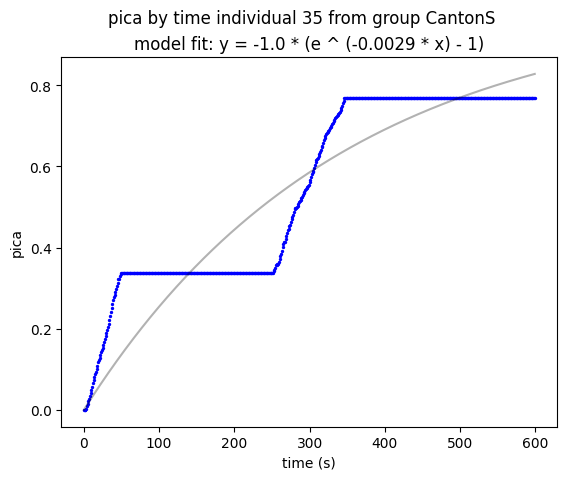 pica by time individual 35 from group CantonS
model fit: y = -1.0 * (e ^ (-0.0029 * x) - 1)
0.8
0.6
0.4
0.2
0.0
pica
0 100 200 300 400 500 600
time (s)